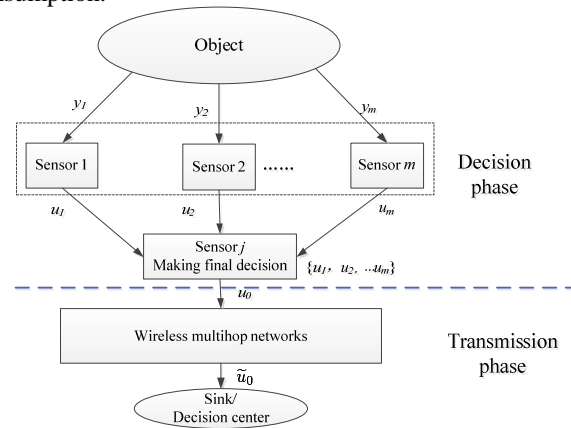 Object
y1
y2
ym
Sensor 1
Sensor 2
......
Sensor m
Decision
phase
u1
u2
um
Sensor j
Making final decision
{u1, u2, ...um}
u0
Wireless multihop networks
Transmission
phase
ũ0
Sink/
Decision center